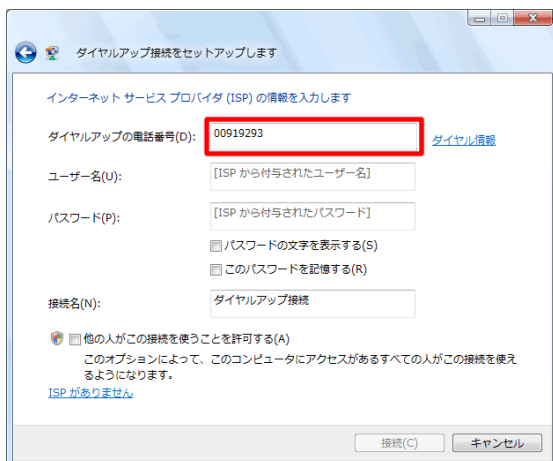 ダイヤルアップ接続をセットアップします
インターネット サービス プロバイダ (ISP) の情報を入力します
ダイヤルアップの電話番号(D): 00919293 ダイヤル情報
ユーザー名(U): [ISP から付与されたユーザー名]
パスワード(P): [ISP から付与されたパスワード]
パスワードの文字を表示する(S)
このパスワードを記憶する(R)
接続名(N): ダイヤルアップ接続
他の人がこの接続を使うことを許可する(A)
このオプションによって、このコンピュータにアクセスがあるすべての人がこの接続を使え
るようになります。
ISP がありません
接続(C) キャンセル